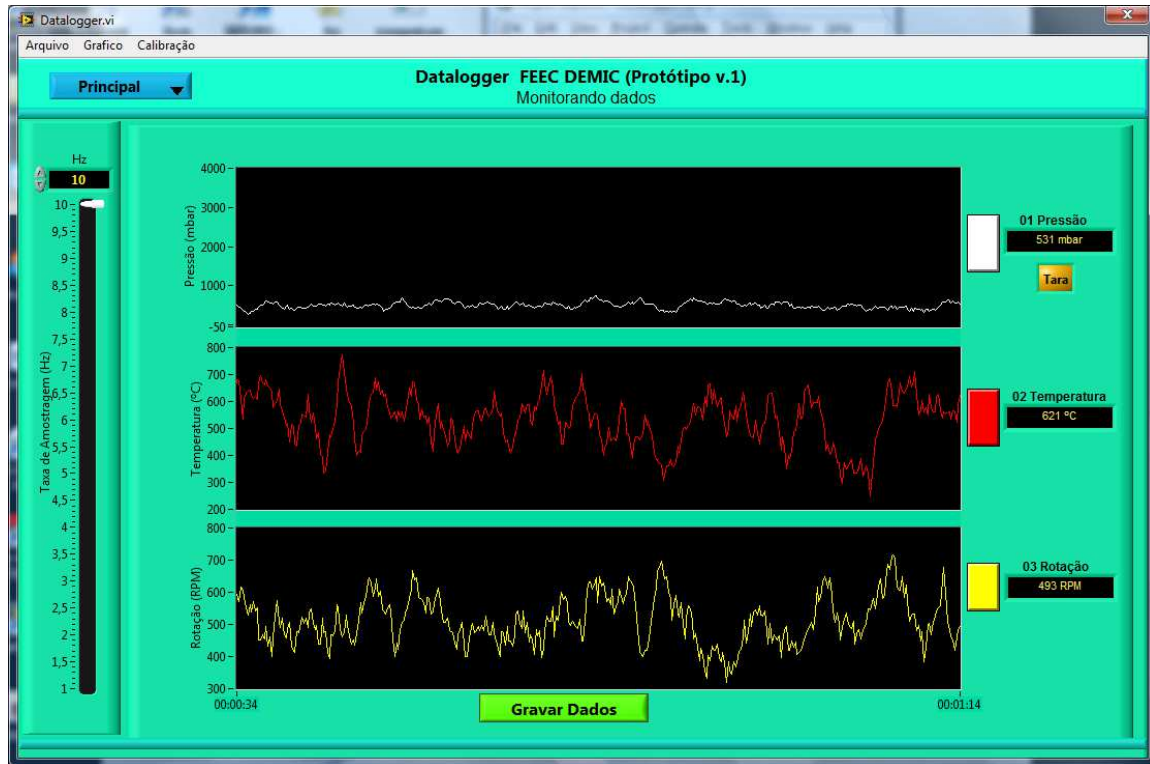 Datalogger.vi
Arquivo Grafico Calibração
Principal
Datalogger FEEC DEMIC (Protótipo v.1)
Monitorando dados
Hz
10
Taxa de Amostragem (Hz)
10
9,5
9
8,5
8
7,5
7
6,5
6
5,5
5
4,5
4
3,5
3
2,5
2
1,5
1
Pressão (mbar)
4000
3000
2000
1000
-50
01 Pressão
531 mbar
Tara
Temperatura (ºC)
800
700
600
500
400
300
200
02 Temperatura
621 ºC
Rotação (RPM)
800
700
600
500
400
300
03 Rotação
493 RPM
00:00:34
00:01:14
Gravar Dados